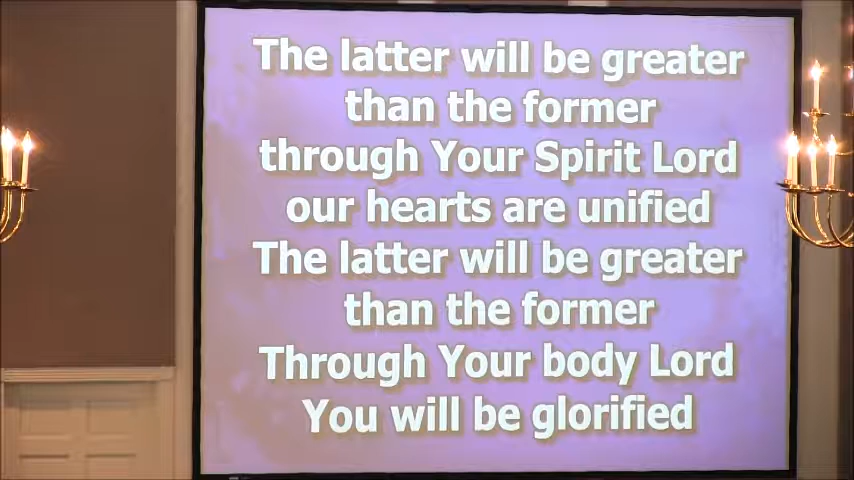 The latter will be greater
than the former
through Your Spirit Lord
our hearts are unified
The latter will be greater
than the former
Through Your body Lord
You will be glorified